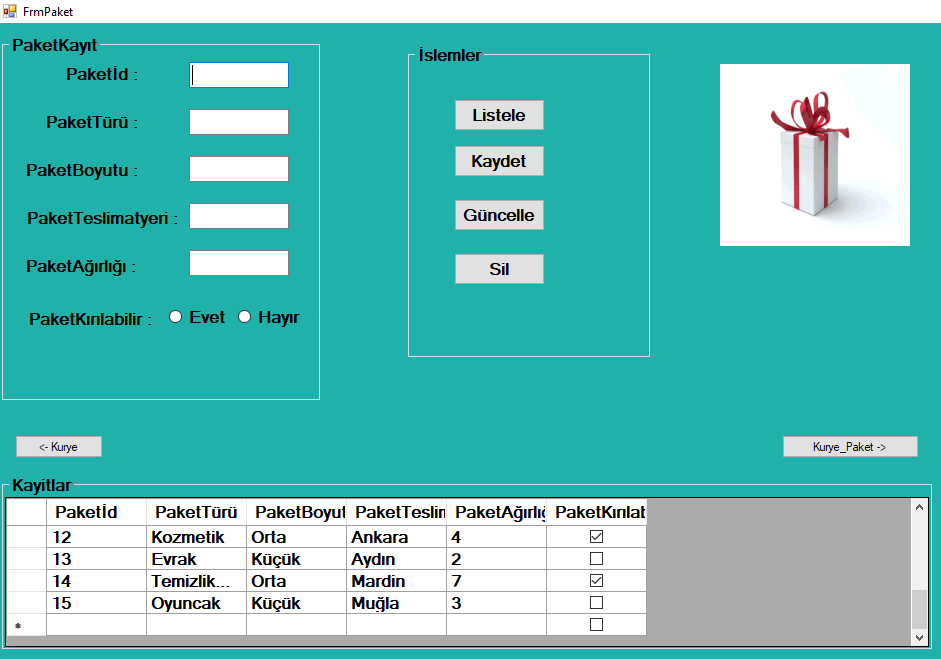 FrmPaket
PaketKayıt
Paketİd :
PaketTürü :
PaketBoyutu :
PaketTeslimatyeri :
PaketAğırlığı :
PaketKırılabilir : Evet Hayır
İslemler
Listele
Kaydet
Güncelle
Sil
<- Kurye
Kurye_Paket ->
Kayitlar
Paketİd PaketTürü PaketBoyut PaketTeslin PaketAğırlığ PaketKırılab
12 Kozmetik Orta Ankara 4
13 Evrak Küçük Aydın 2
14 Temizlik... Orta Mardin 7
15 Oyuncak Küçük Muğla 3
*